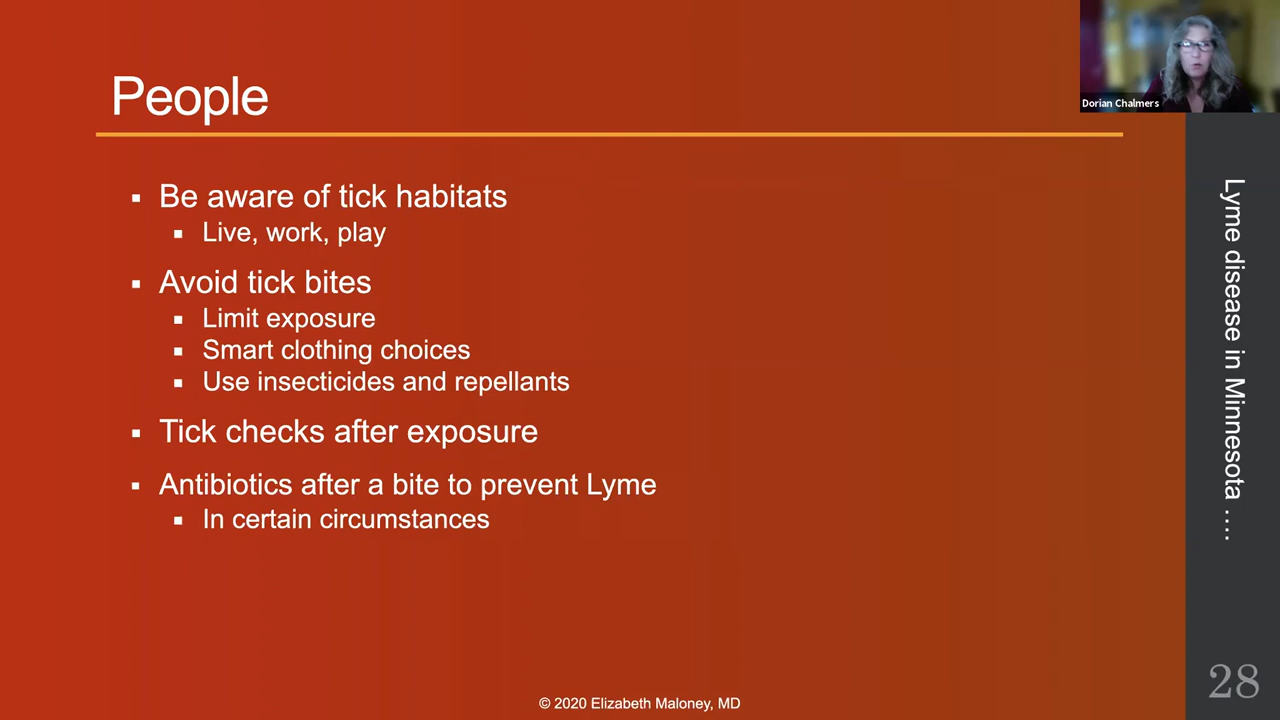 People
Dorian Chalmers
▪ Be aware of tick habitats
▪ Live, work, play
▪ Avoid tick bites
▪ Limit exposure
▪ Smart clothing choices
▪ Use insecticides and repellants
▪ Tick checks after exposure
▪ Antibiotics after a bite to prevent Lyme
▪ In certain circumstances
Lyme disease in Minnesota ....
28
© 2020 Elizabeth Maloney, MD